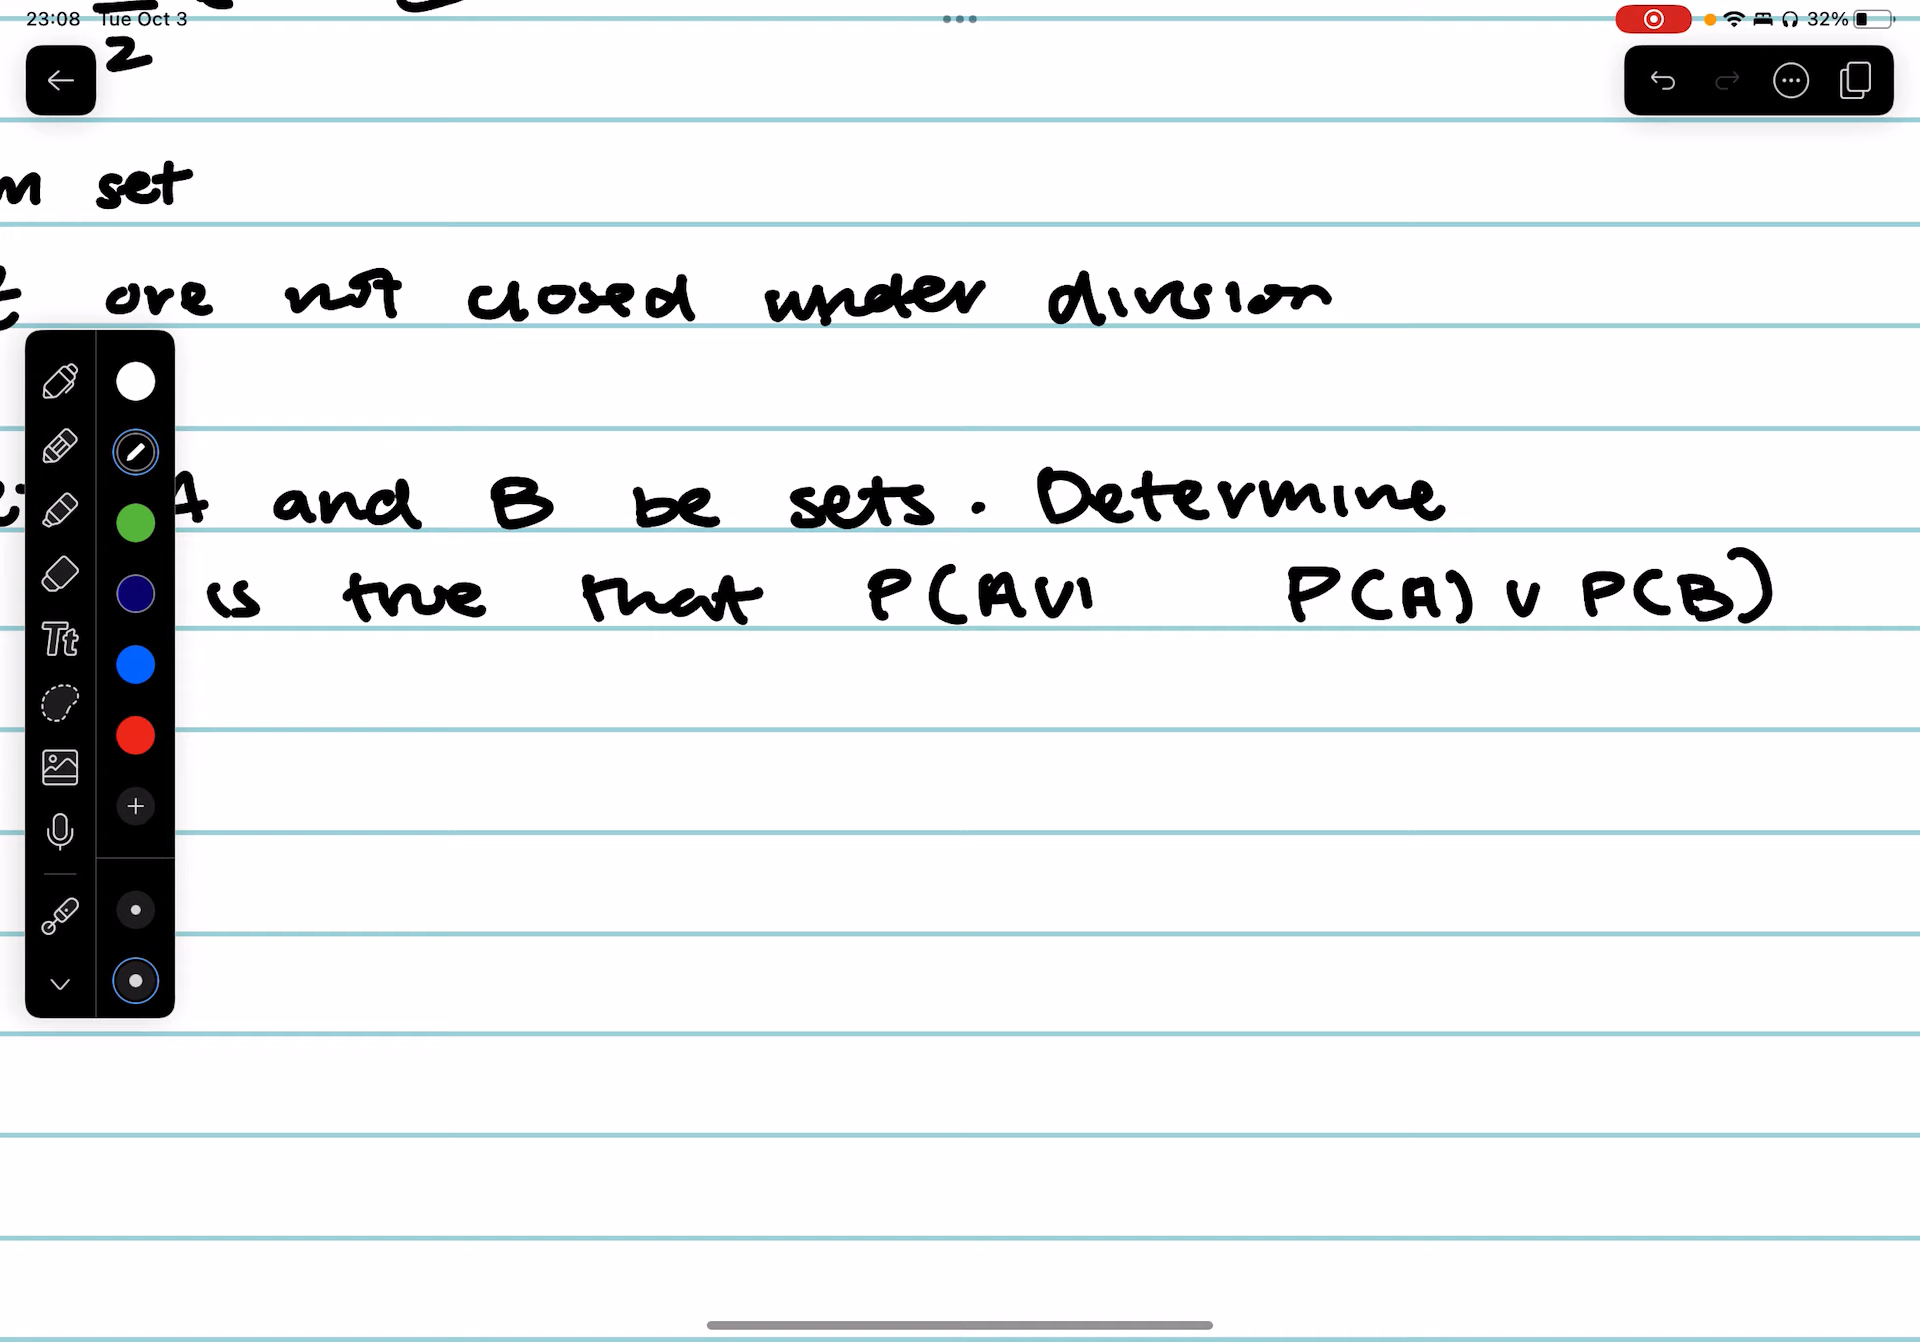 23:08 Tue Oct 3
32%
2
m set
are not closed under division
A and B be sets. Determine
is true that P(A∪ P(A) ∪ P(B)
Tt